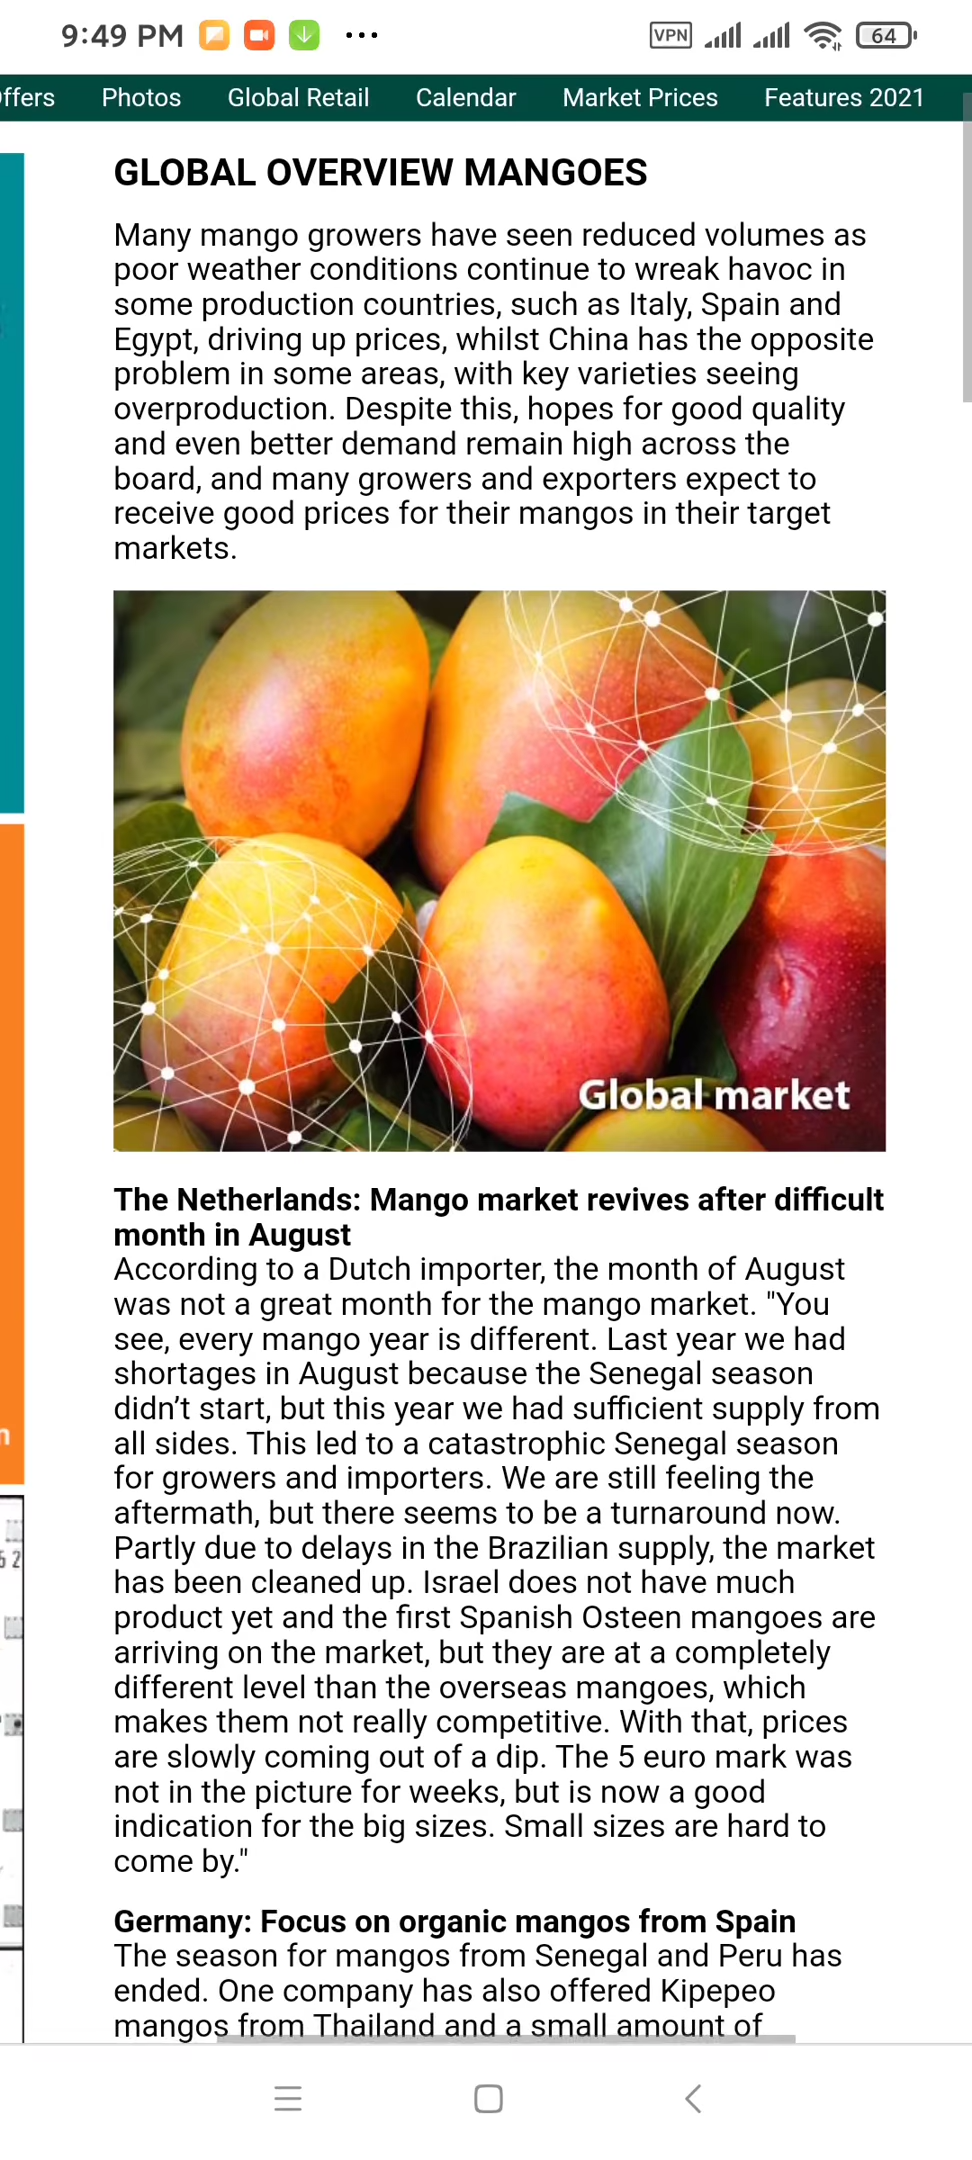 9:49 PM
VPN
64
ffers Photos Global Retail Calendar Market Prices Features 2021
GLOBAL OVERVIEW MANGOES
Many mango growers have seen reduced volumes as
poor weather conditions continue to wreak havoc in
some production countries, such as Italy, Spain and
Egypt, driving up prices, whilst China has the opposite
problem in some areas, with key varieties seeing
overproduction. Despite this, hopes for good quality
and even better demand remain high across the
board, and many growers and exporters expect to
receive good prices for their mangos in their target
markets.
Global market
The Netherlands: Mango market revives after difficult
month in August
According to a Dutch importer, the month of August
was not a great month for the mango market. "You
see, every mango year is different. Last year we had
shortages in August because the Senegal season
didn’t start, but this year we had sufficient supply from
all sides. This led to a catastrophic Senegal season
for growers and importers. We are still feeling the
aftermath, but there seems to be a turnaround now.
Partly due to delays in the Brazilian supply, the market
has been cleaned up. Israel does not have much
product yet and the first Spanish Osteen mangoes are
arriving on the market, but they are at a completely
different level than the overseas mangoes, which
makes them not really competitive. With that, prices
are slowly coming out of a dip. The 5 euro mark was
not in the picture for weeks, but is now a good
indication for the big sizes. Small sizes are hard to
come by."
Germany: Focus on organic mangos from Spain
The season for mangos from Senegal and Peru has
ended. One company has also offered Kipepeo
mangos from Thailand and a small amount of